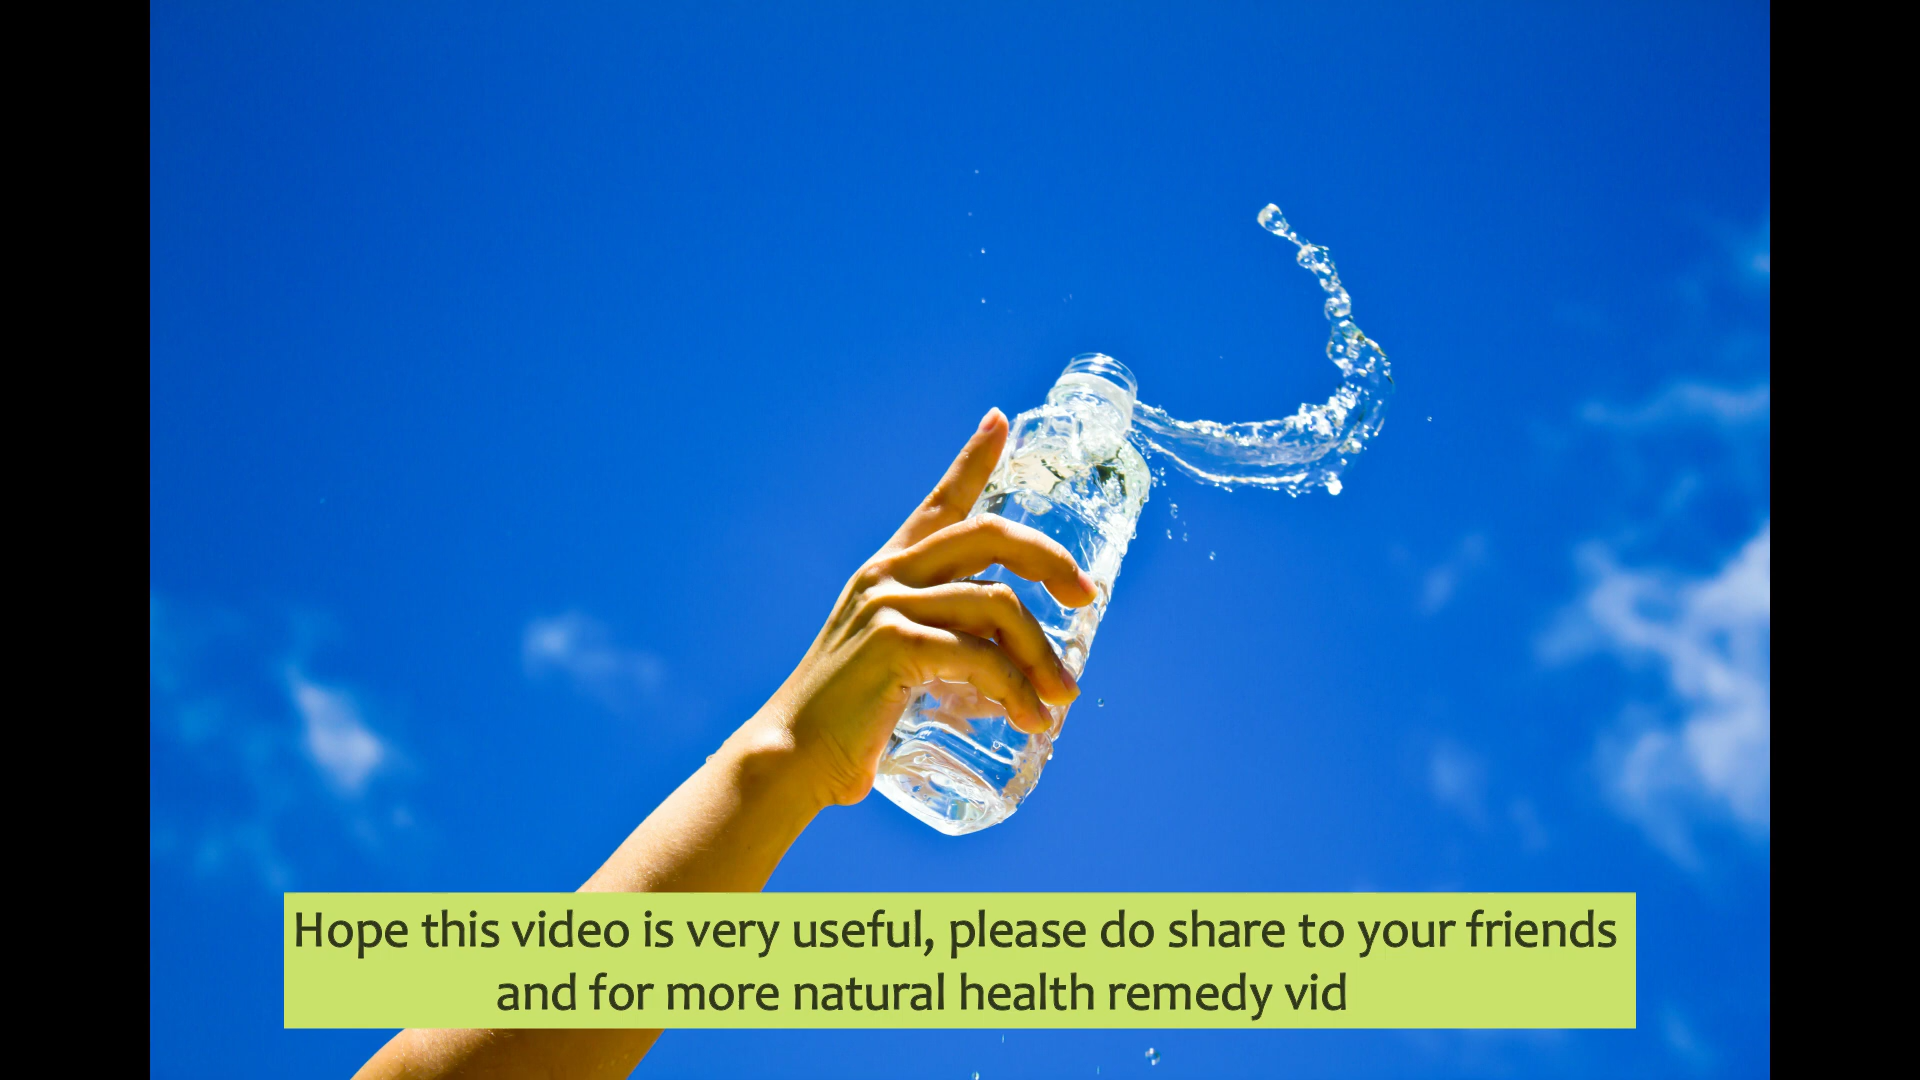 Hope this video is very useful, please do share to your friends
and for more natural health remedy vid